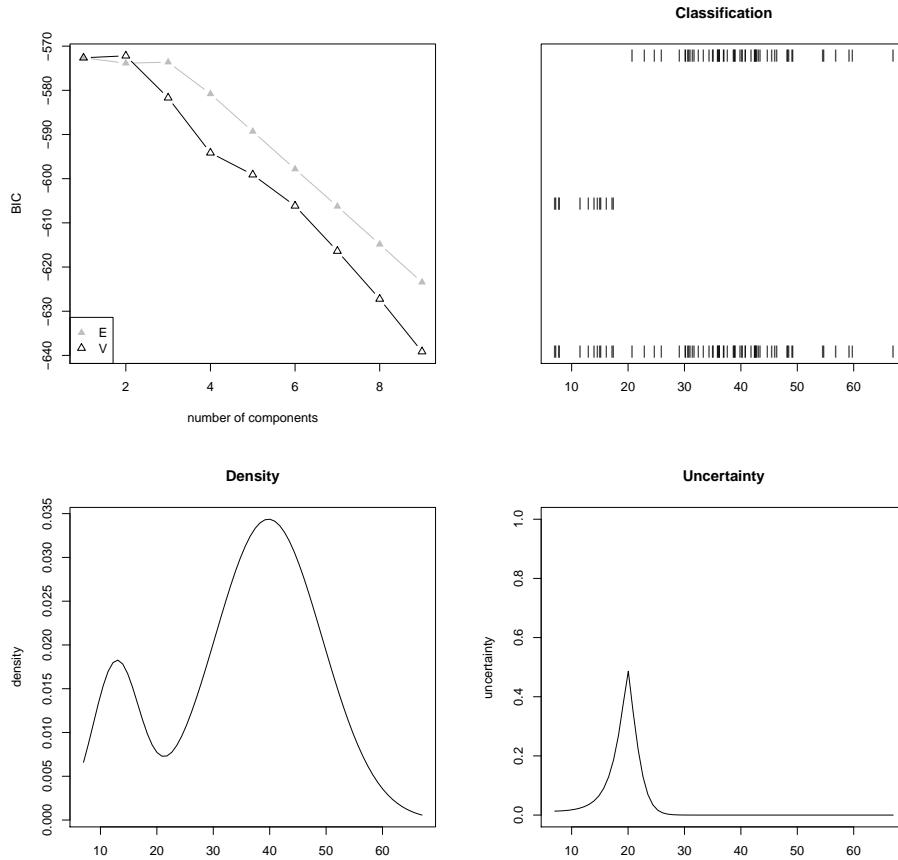 BIC
−570
−580
−590
−600
−610
−620
−630
−640
E
V
2 4 6 8
number of components
Classification
10 20 30 40 50 60
Density
density
0.035
0.030
0.025
0.020
0.015
0.010
0.005
0.000
10 20 30 40 50 60
Uncertainty
uncertainty
1.0
0.8
0.6
0.4
0.2
0.0
10 20 30 40 50 60